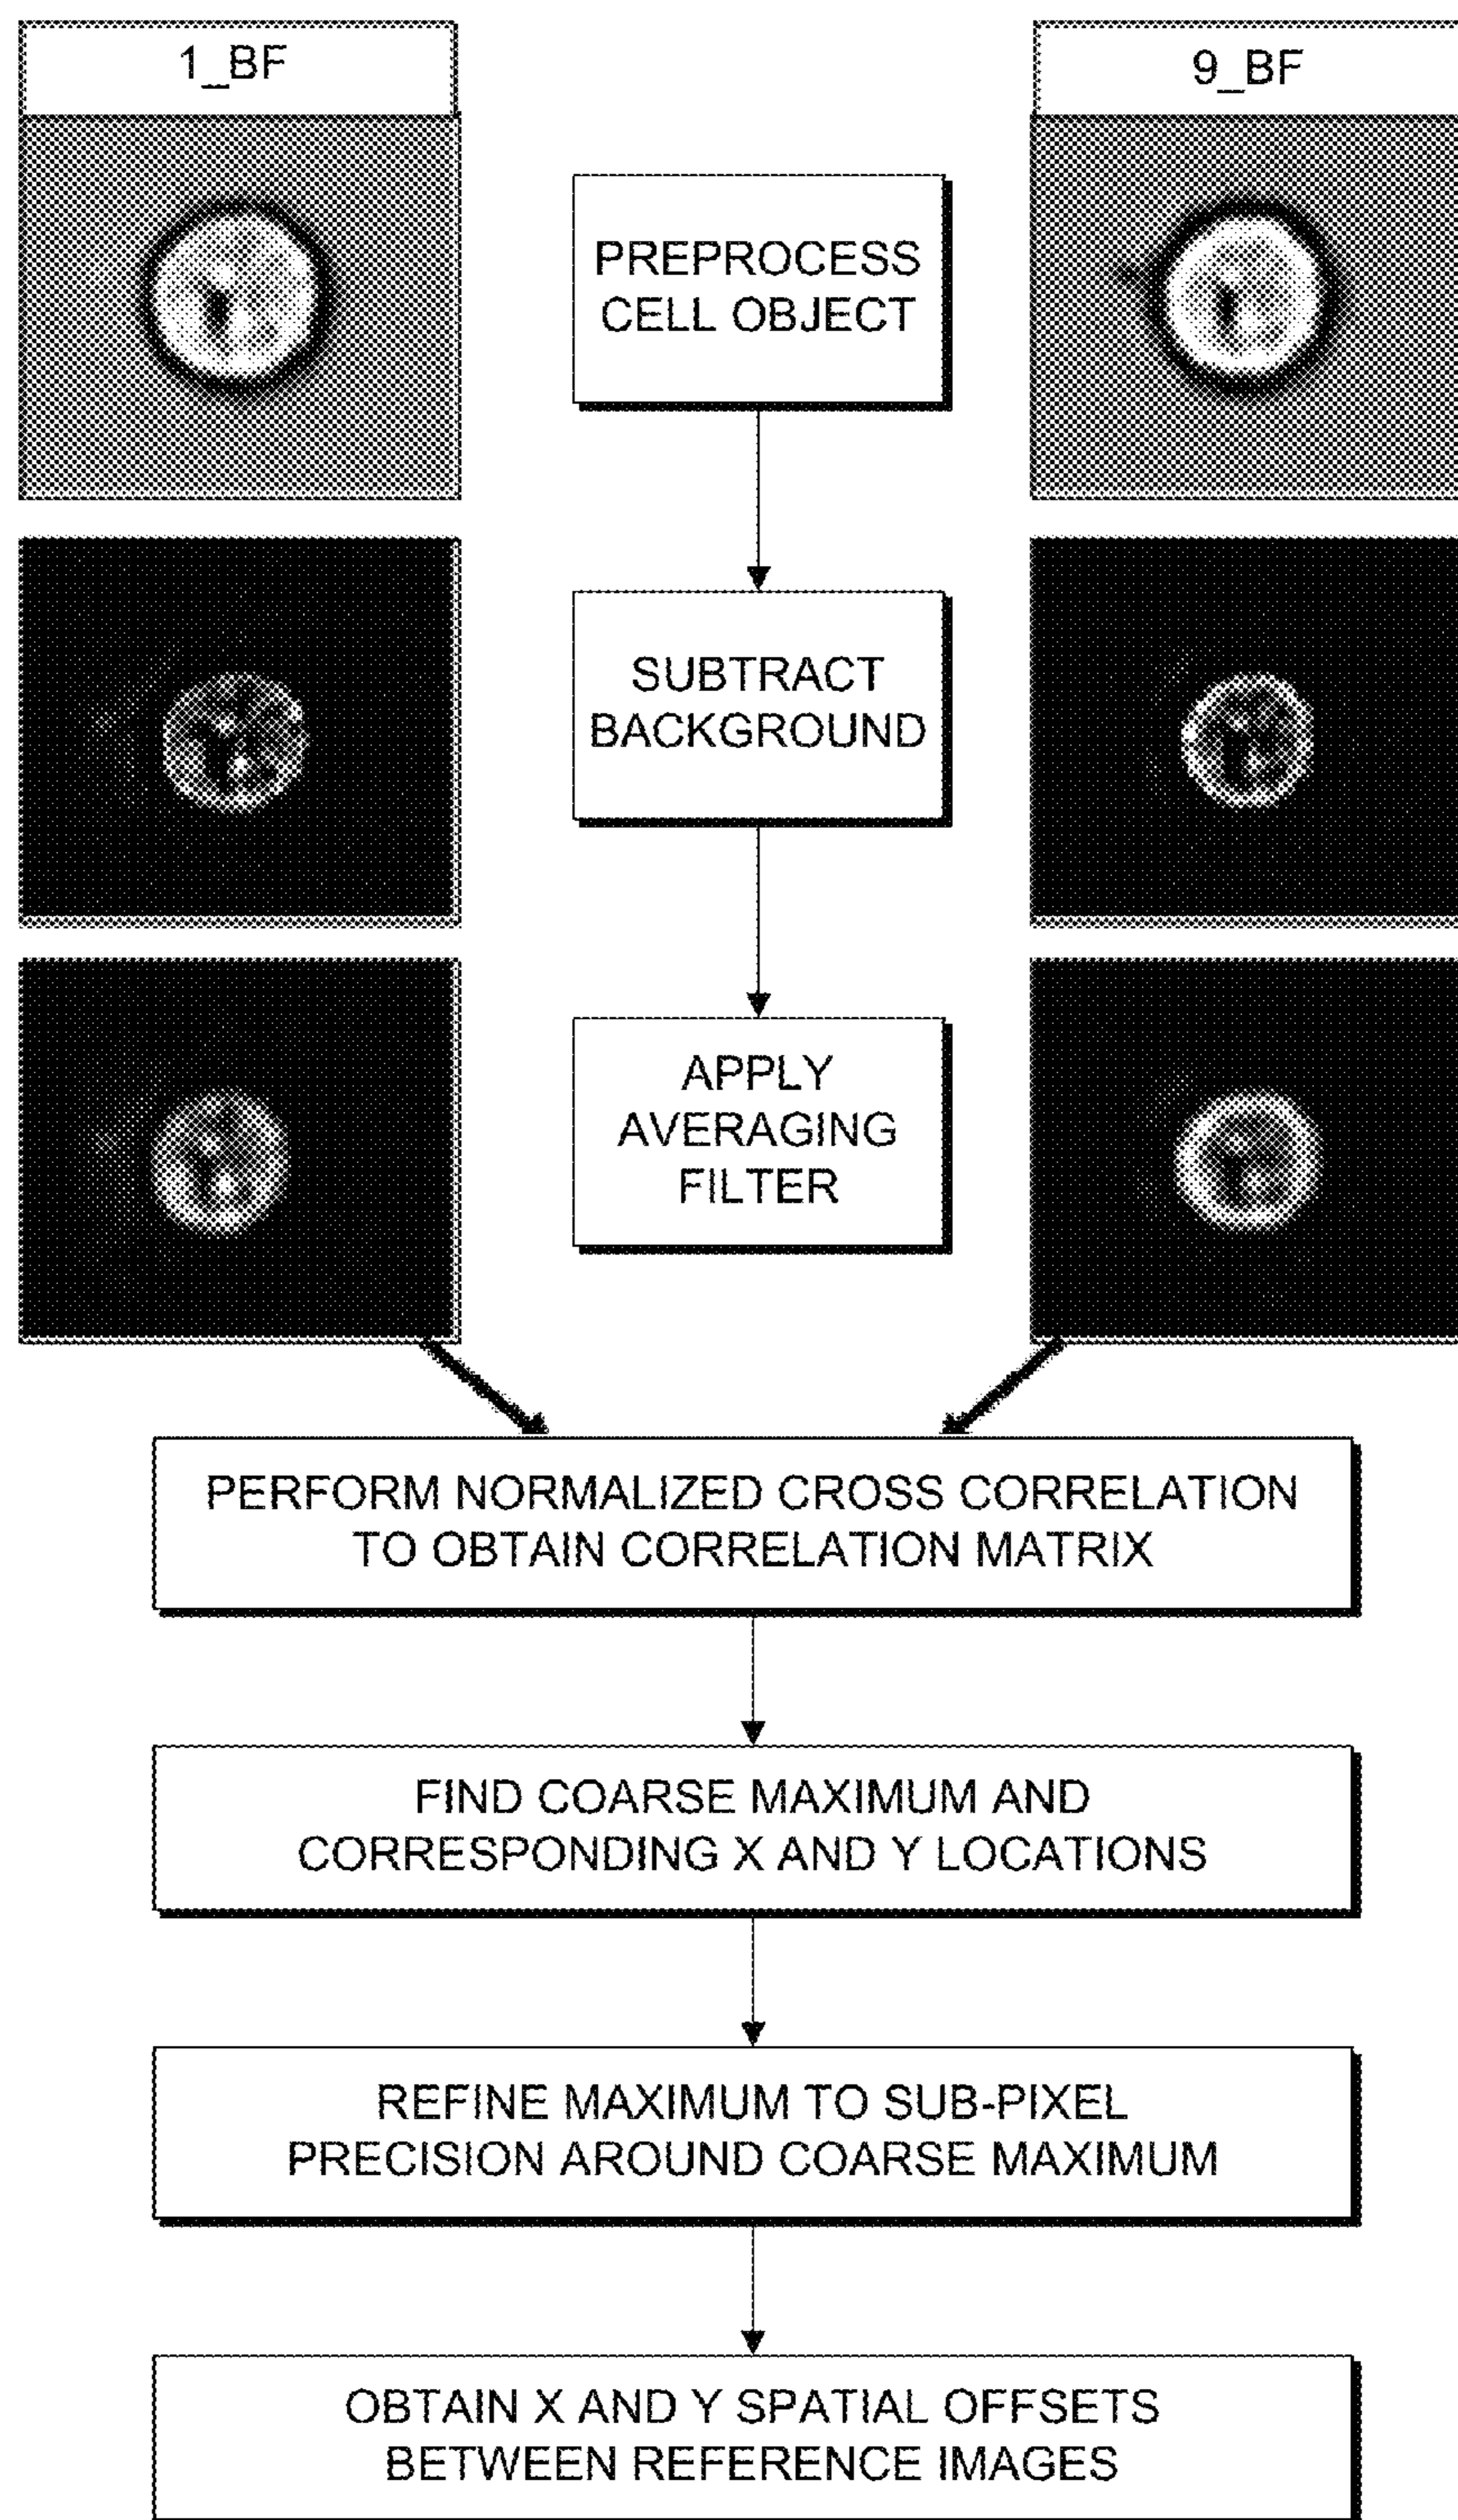 1_BF
9_BF
PREPROCESS
CELL OBJECT
SUBTRACT
BACKGROUND
APPLY
AVERAGING
FILTER
PERFORM NORMALIZED CROSS CORRELATION
TO OBTAIN CORRELATION MATRIX
FIND COARSE MAXIMUM AND
CORRESPONDING X AND Y LOCATIONS
REFINE MAXIMUM TO SUB-PIXEL
PRECISION AROUND COARSE MAXIMUM
OBTAIN X AND Y SPATIAL OFFSETS
BETWEEN REFERENCE IMAGES